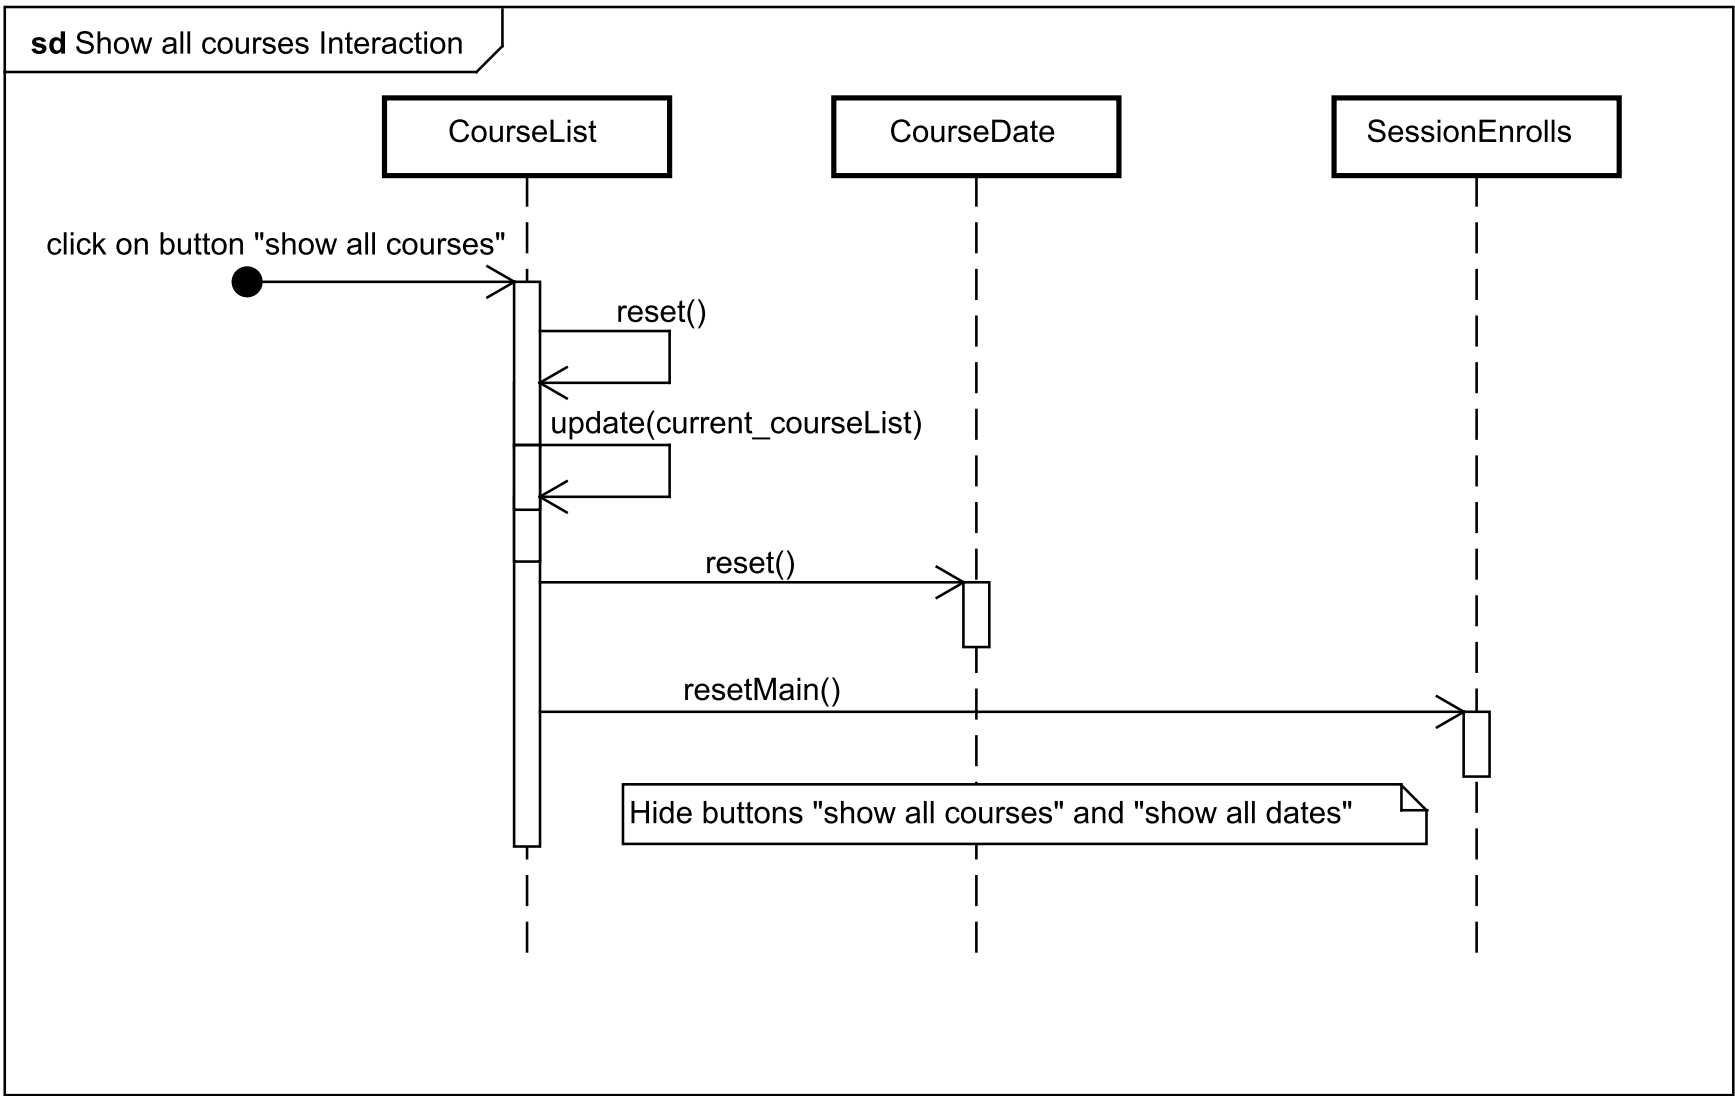 sd Show all courses Interaction
CourseList
CourseDate
SessionEnrolls
click on button "show all courses"
reset()
update(current_courseList)
reset()
resetMain()
Hide buttons "show all courses" and "show all dates"